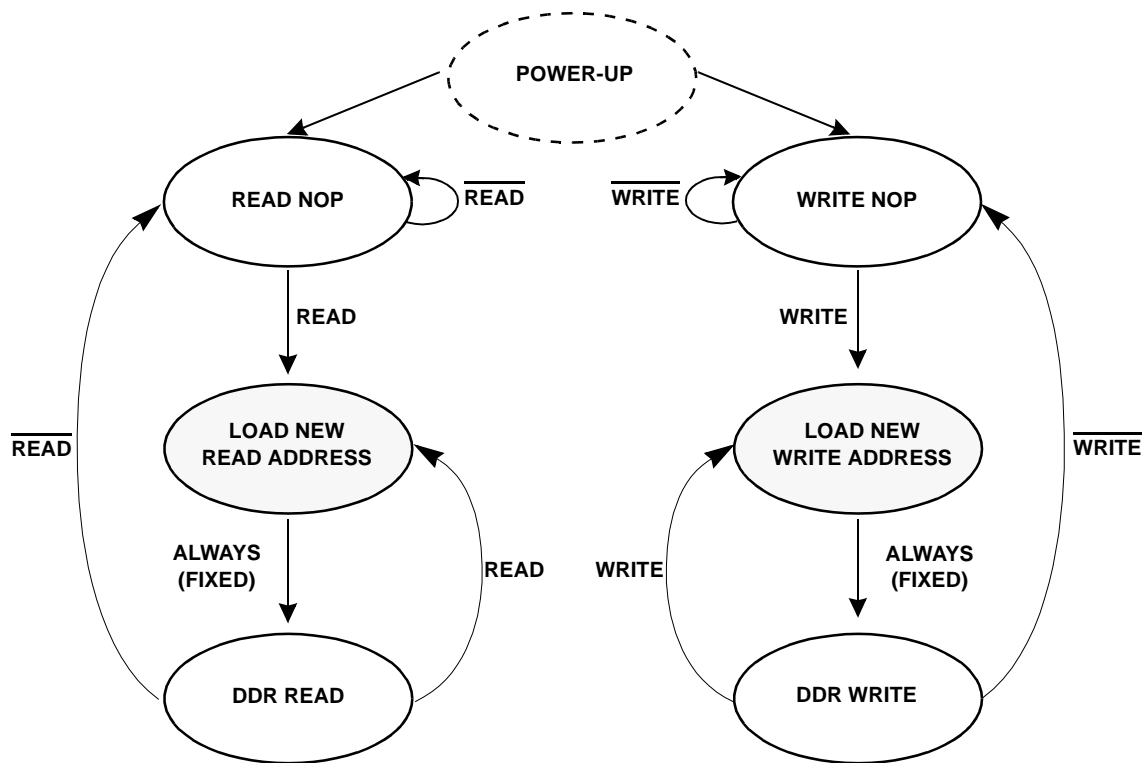 POWER-UP
READ NOP
READ
WRITE
WRITE NOP
READ
WRITE
READ
LOAD NEW
READ ADDRESS
LOAD NEW
WRITE ADDRESS
WRITE
ALWAYS
(FIXED)
READ
WRITE
ALWAYS
(FIXED)
DDR READ
DDR WRITE